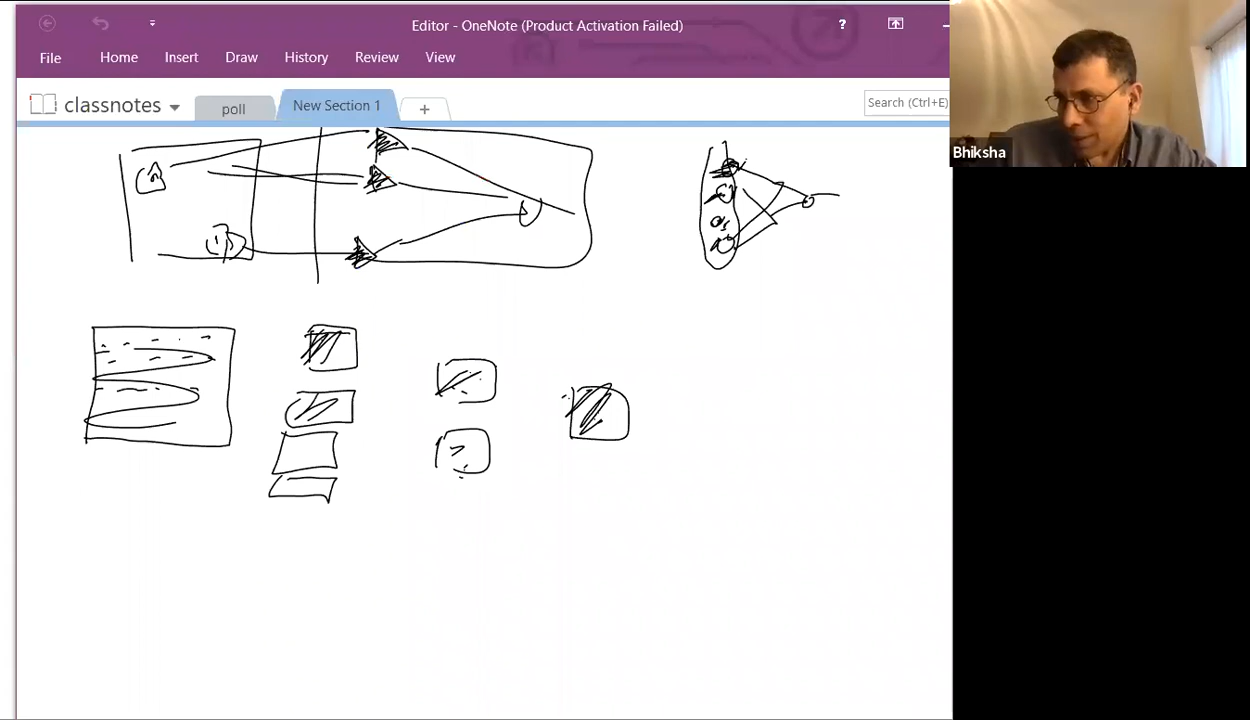 Editor - OneNote (Product Activation Failed)
?
File Home Insert Draw History Review View
classnotes poll New Section 1 +
Search (Ctrl+E)
Bhiksha